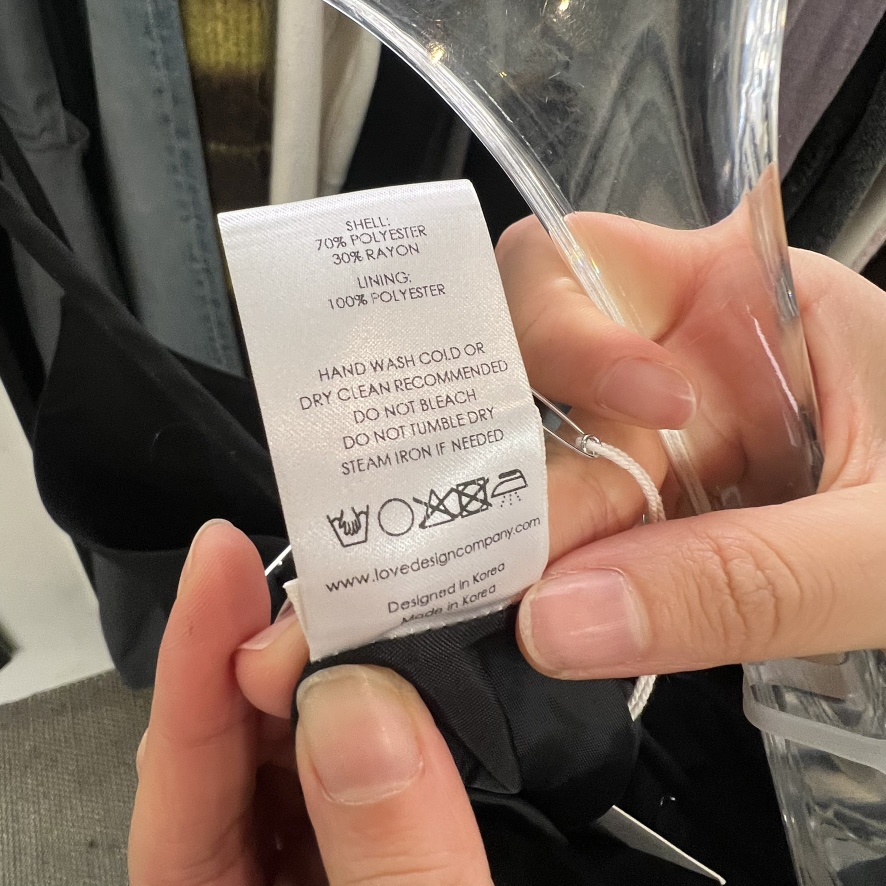 SHELL:
70% POLYESTER
30% RAYON
LINING:
100% POLYESTER
HAND WASH COLD OR
DRY CLEAN RECOMMENDED
DO NOT BLEACH
DO NOT TUMBLE DRY
STEAM IRON IF NEEDED
www.lovedesigncompany.com
Designed in Korea
Made in Korea